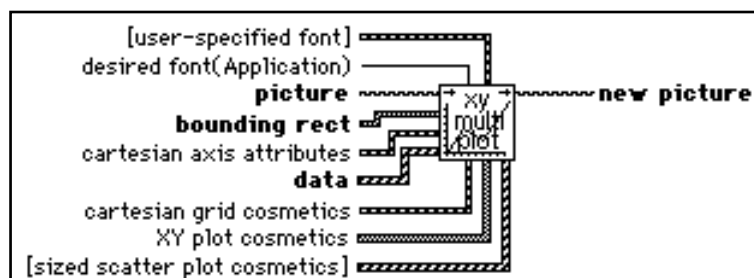 [user-specified font]
desired font(Application)
picture
new picture
bounding rect
cartesian axis attributes
data
cartesian grid cosmetics
XY plot cosmetics
[sized scatter plot cosmetics]
xy
multi
plot